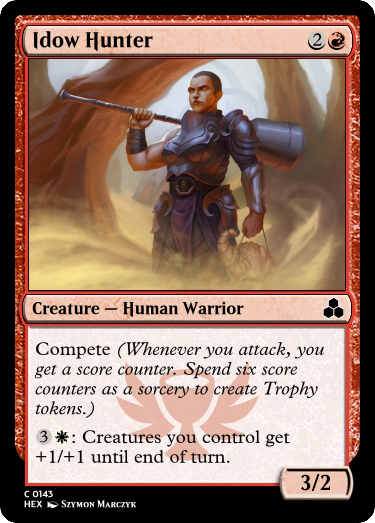 Idow Hunter 2
Creature — Human Warrior
Compete (Whenever you attack, you
get a score counter. Spend six score
counters as a sorcery to create Trophy
tokens.)
3 : Creatures you control get
+1/+1 until end of turn.
3/2
C 0143
HEX Szymon Marczyk